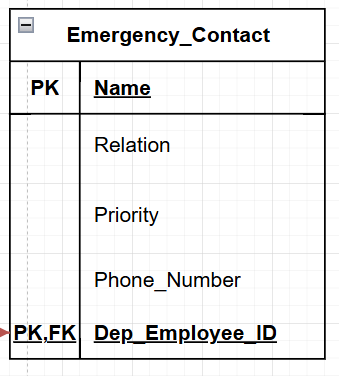 Emergency_Contact
PK Name
Relation
Priority
Phone_Number
PK,FK Dep_Employee_ID